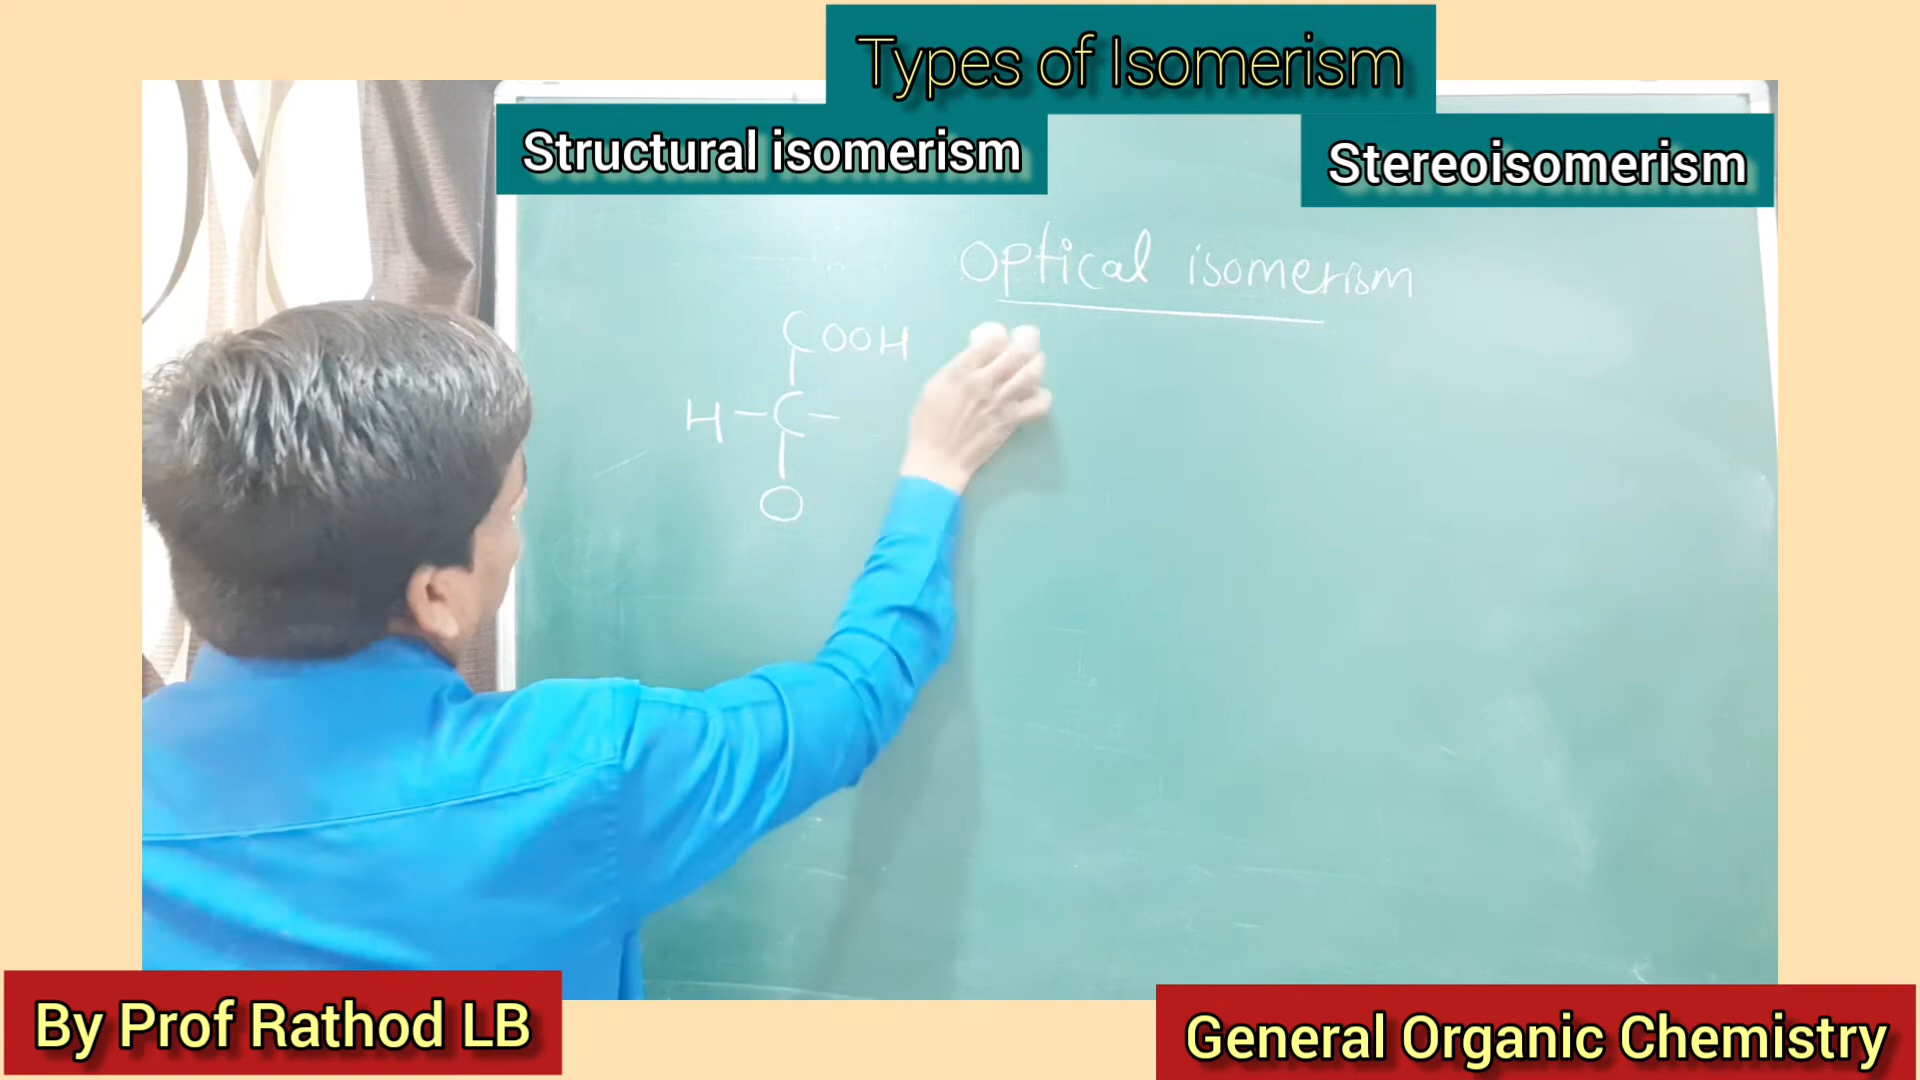 Types of Isomerism
Structural isomerism
Stereoisomerism
Optical isomerism
COOH
H-C-
O
By Prof Rathod LB
General Organic Chemistry